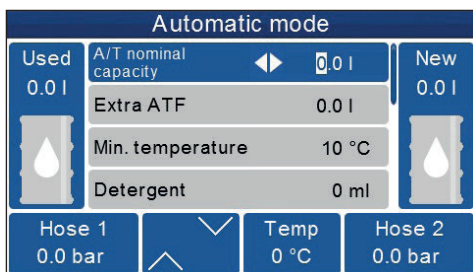 Automatic mode
Used
0.0 l
A/T nominal
capacity
0.0 l
Extra ATF
0.0 l
Min. temperature
10 °C
Detergent
0 ml
New
0.0 l
Hose 1
0.0 bar
Temp
0 °C
Hose 2
0.0 bar